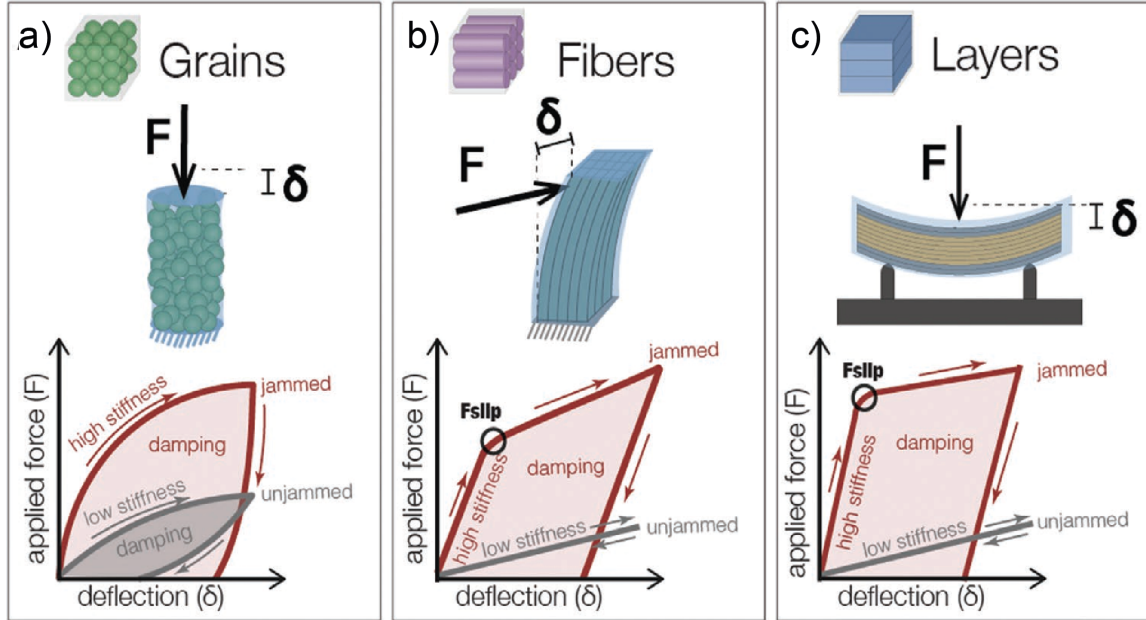 a)
Grains
F
δ
applied force (F)
high stiffness
jammed
damping
low stiffness
unjammed
damping
deflection (δ)
b)
Fibers
δ
F
applied force (F)
jammed
Fslip
damping
high stiffness
low stiffness
unjammed
deflection (δ)
c)
Layers
F
δ
applied force (F)
Fslip
jammed
damping
high stiffness
low stiffness
unjammed
deflection (δ)